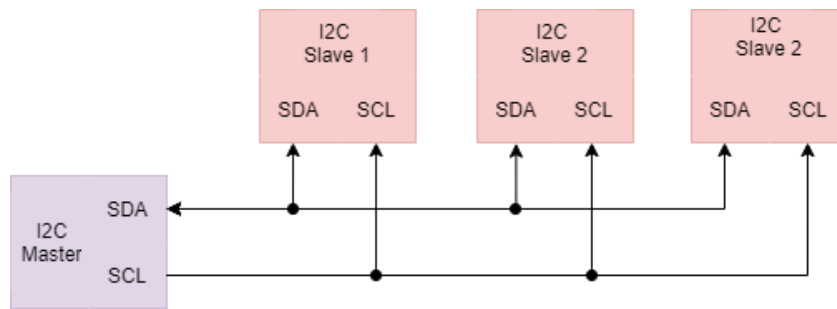 I2C
Slave 1
SDA SCL
I2C
Slave 2
SDA SCL
I2C
Slave 2
SDA SCL
I2C
Master
SDA
SCL